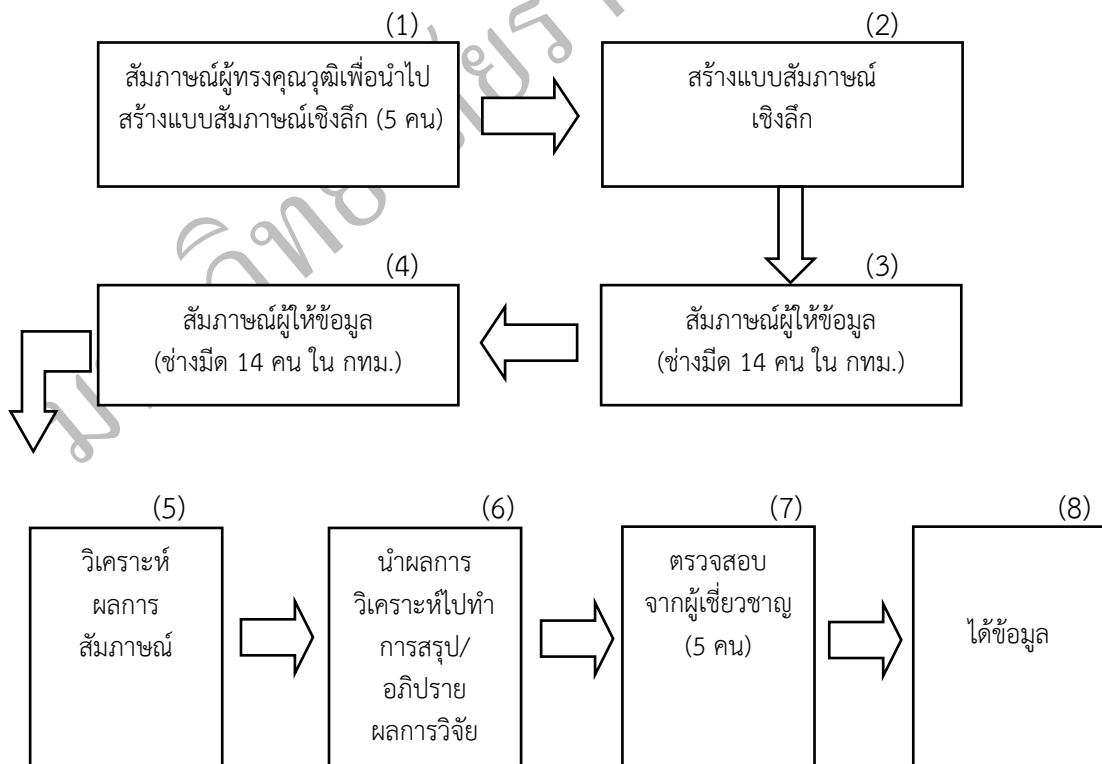 (1)
สัมภาษณ์ผู้ทรงคุณวุฒิเพื่อนำไป
สร้างแบบสัมภาษณ์เชิงลึก (5 คน)
(2)
สร้างแบบสัมภาษณ์
เชิงลึก
(3)
สัมภาษณ์ผู้ให้ข้อมูล
(ช่างมีด 14 คน ใน กทม.)
(4)
สัมภาษณ์ผู้ให้ข้อมูล
(ช่างมีด 14 คน ใน กทม.)
(5)
วิเคราะห์
ผลการ
สัมภาษณ์
(6)
นำผลการ
วิเคราะห์ไปทำ
การสรุป/
อภิปราย
ผลการวิจัย
(7)
ตรวจสอบ
จากผู้เชี่ยวชาญ
(5 คน)
(8)
ได้ข้อมูล